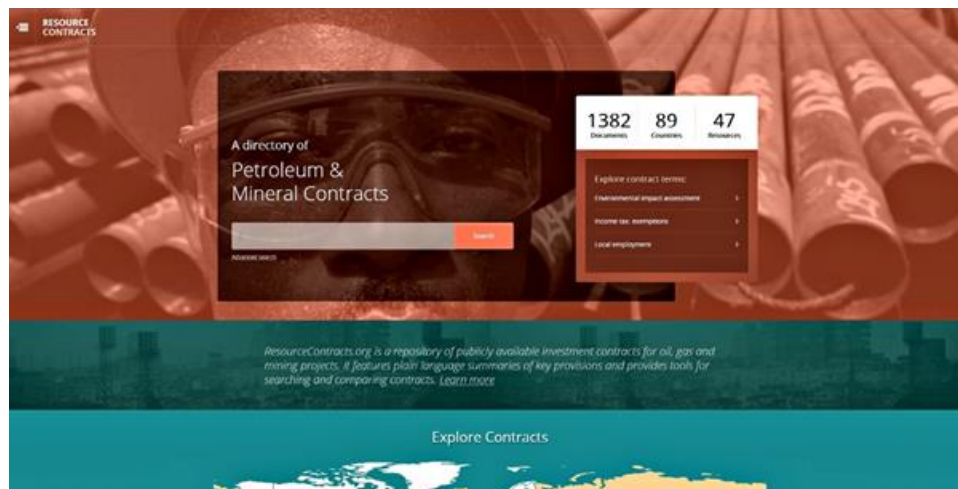 RESOURCE
CONTRACTS
A directory of
Petroleum &
Mineral Contracts
Search
Advanced search
1382
89
47
Documents
Countries
Resources
Explore contract terms:
Environmental impact assessment
Income tax: exemptions
Local employment
ResourceContracts.org is a repository of publicly available investment contracts for oil, gas and
mining projects. It features plain language summaries of key provisions and provides tools for
searching and comparing contracts. Learn more
Explore Contracts